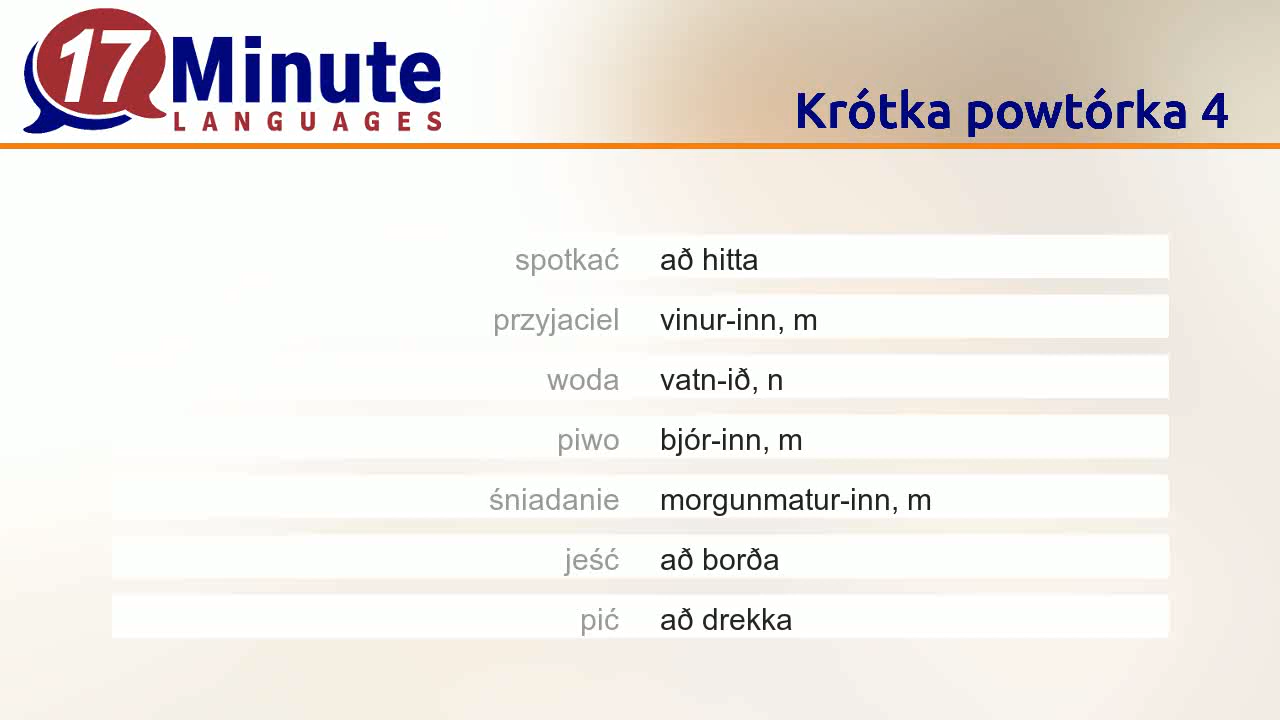 17 Minute
LANGUAGES
Krótka powtórka 4
spotkać að hitta
przyjaciel vinur-inn, m
woda vatn-ið, n
piwo bjór-inn, m
śniadanie morgunmatur-inn, m
jeść að borða
pić að drekka